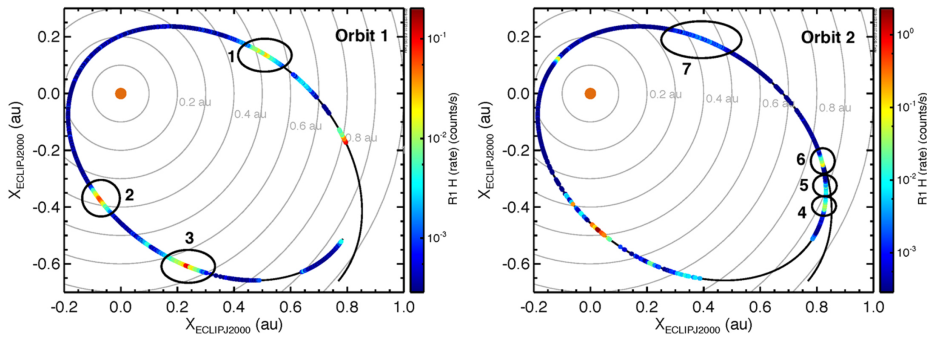 Orbit 1
1
2
3
0.2 au
0.4 au
0.6 au
0.8 au
0.2
0.0
-0.2
-0.4
-0.6
-0.2 0.0 0.2 0.4 0.6 0.8 1.0
X_ECLIPJ2000 (au)
X_ECLIPJ2000 (au)
10⁻¹
10⁻²
10⁻³
R1 H (rate) (counts/s)
Orbit 2
7
6
5
4
0.2 au
0.4 au
0.6 au
0.8 au
0.2
0.0
-0.2
-0.4
-0.6
-0.2 0.0 0.2 0.4 0.6 0.8 1.0
X_ECLIPJ2000 (au)
X_ECLIPJ2000 (au)
10⁰
10⁻¹
10⁻²
10⁻³
R1 H (rate) (counts/s)